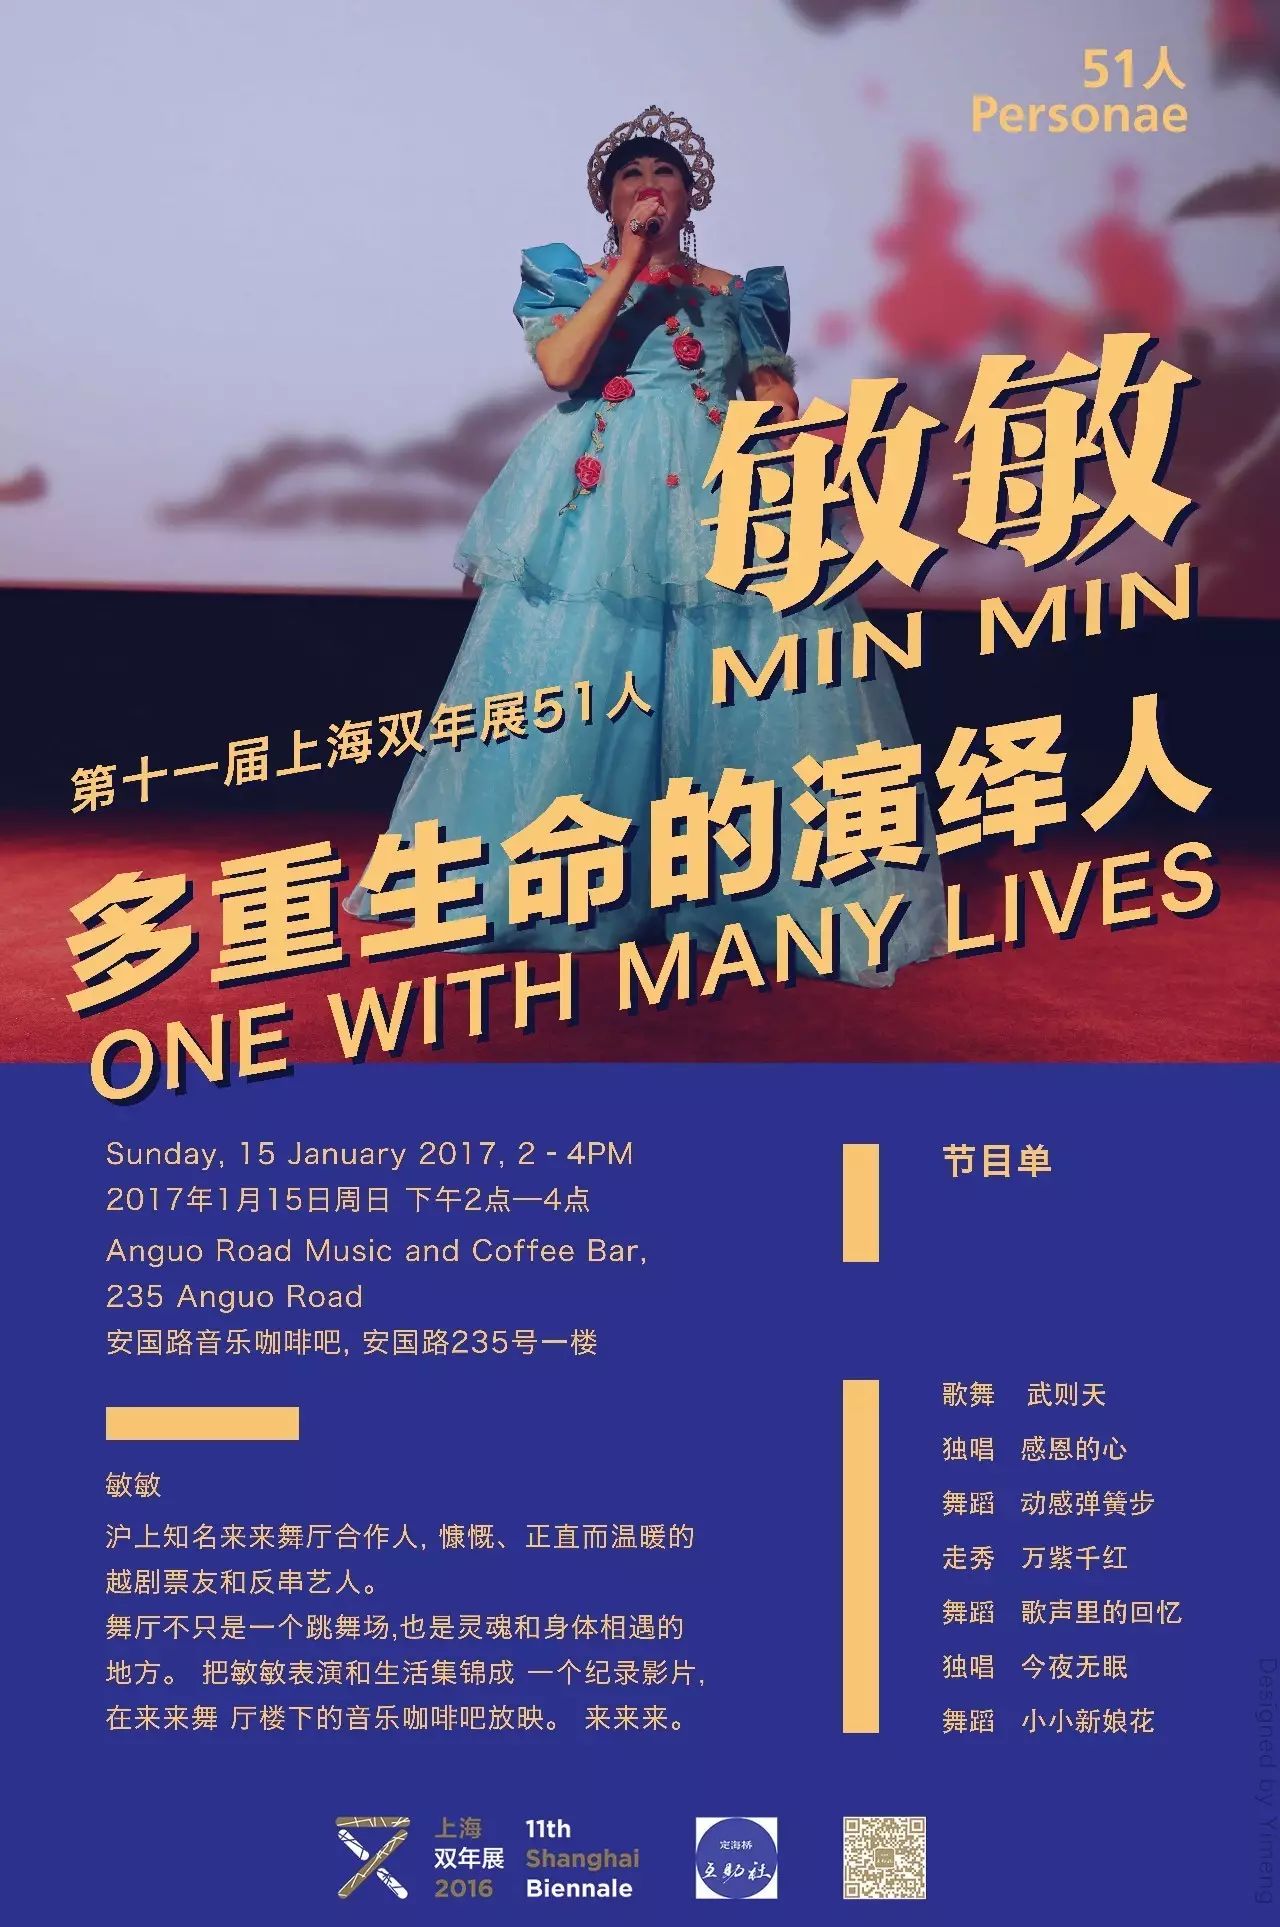 51人
Personae
敏敏
MIN MIN
第十一届上海双年展51人
多重生命的演绎人
ONE WITH MANY LIVES
Sunday, 15 January 2017, 2 - 4PM
2017年1月15日周日 下午2点—4点
Anguo Road Music and Coffee Bar,
235 Anguo Road
安国路音乐咖啡吧, 安国路235号一楼
敏敏
沪上知名来来舞厅合作人, 慷慨、正直而温暖的
越剧票友和反串艺人。
舞厅不只是一个跳舞场,也是灵魂和身体相遇的
地方。 把敏敏表演和生活集锦成 一个纪录影片,
在来来舞 厅楼下的音乐咖啡吧放映。 来来来。
节目单
歌舞 武则天
独唱 感恩的心
舞蹈 动感弹簧步
走秀 万紫千红
舞蹈 歌声里的回忆
独唱 今夜无眠
舞蹈 小小新娘花
上海
双年展
2016
11th
Shanghai
Biennale
定海桥
互助社
Designed by Yimeng